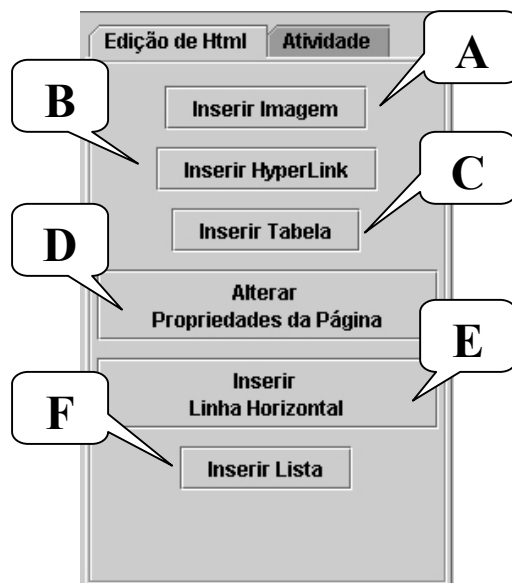 Edição de Html Atividade
A
Inserir Imagem
B
Inserir HyperLink
C
Inserir Tabela
D
Alterar
Propriedades da Página
E
Inserir
Linha Horizontal
F
Inserir Lista